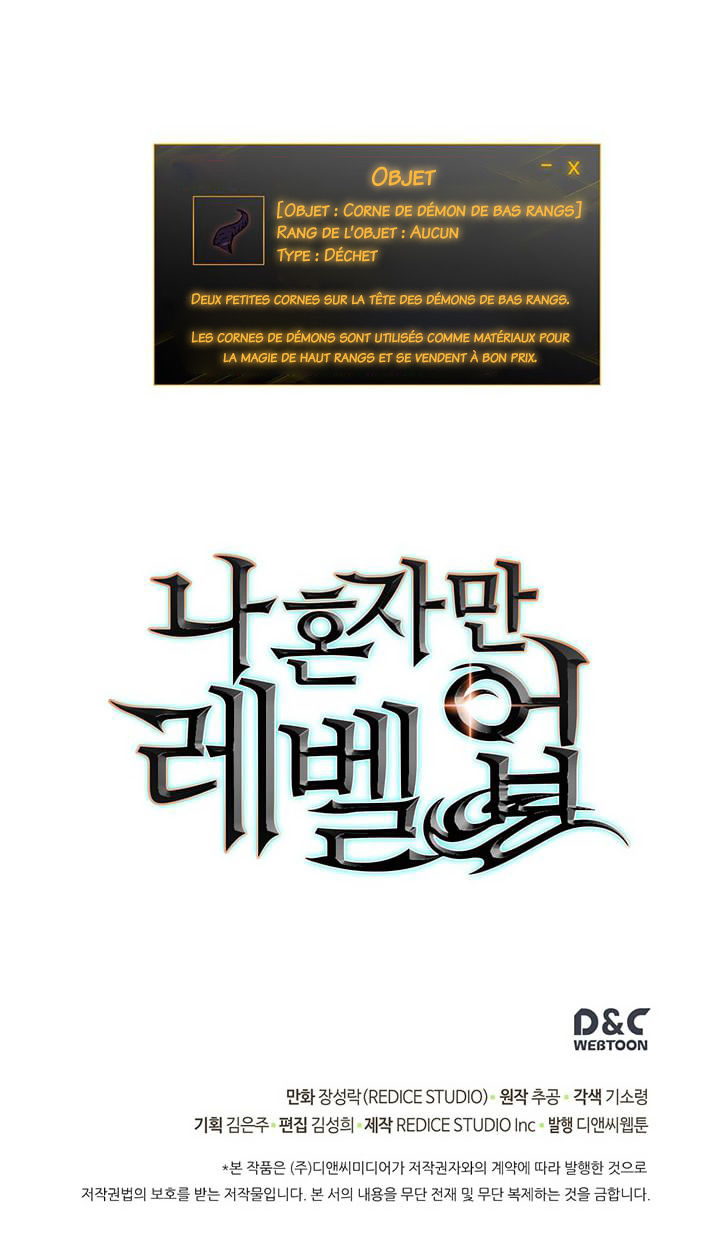 OBJET
– X
[OBJET : CORNE DE DÉMON DE BAS RANGS]
RANG DE L'OBJET : AUCUN
TYPE : DÉCHET
DEUX PETITES CORNES SUR LA TÊTE DES DÉMONS DE BAS RANGS.
LES CORNES DE DÉMONS SONT UTILISÉS COMME MATÉRIAUX POUR
LA MAGIE DE HAUT RANGS ET SE VENDENT À BON PRIX.
나 혼자만
레벨업
D&C
WEBTOON
만화 장성락(REDICE STUDIO) • 원작 추공 • 각색 기소령
기획 김은주 • 편집 김성희 • 제작 REDICE STUDIO Inc • 발행 디앤씨웹툰
*본 작품은 (주)디앤씨미디어가 저작권자와의 계약에 따라 발행한 것으로
저작권법의 보호를 받는 저작물입니다. 본 서의 내용을 무단 전재 및 무단 복제하는 것을 금합니다.